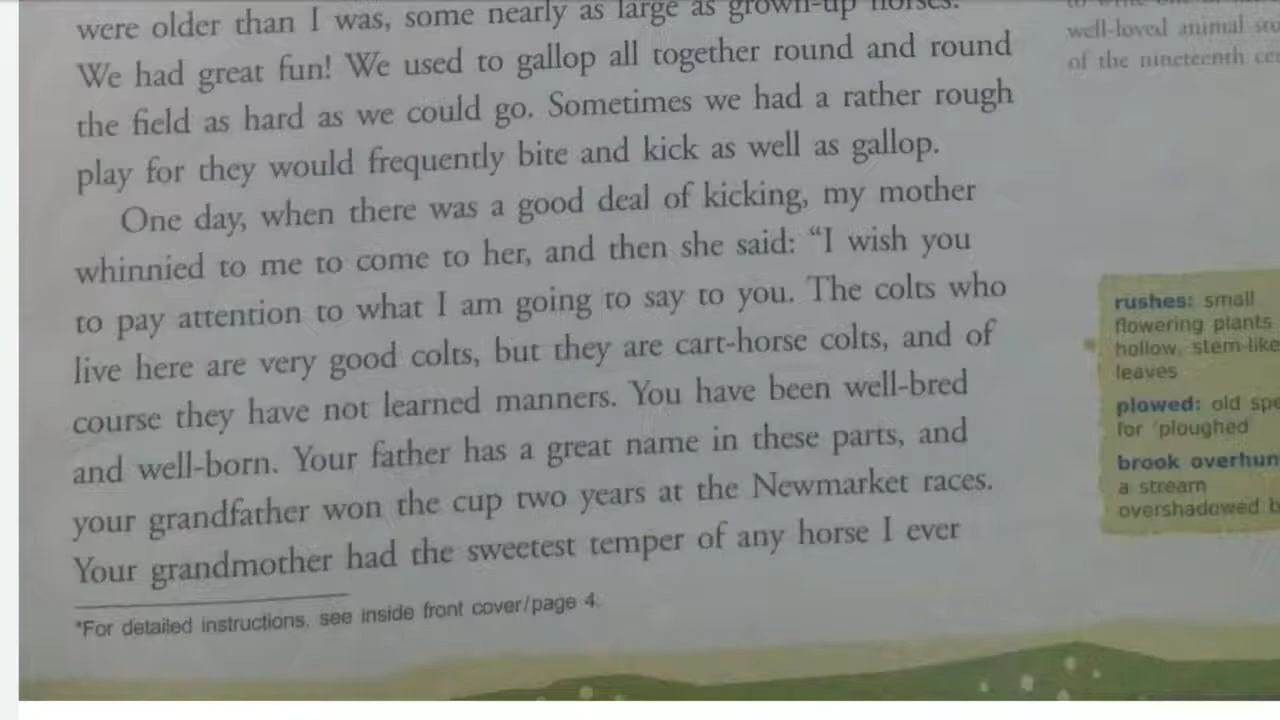 were older than I was, some nearly as large as grown-up horses.
We had great fun! We used to gallop all together round and round
the field as hard as we could go. Sometimes we had a rather rough
play for they would frequently bite and kick as well as gallop.
One day, when there was a good deal of kicking, my mother
whinnied to me to come to her, and then she said: “I wish you
to pay attention to what I am going to say to you. The colts who
live here are very good colts, but they are cart-horse colts, and of
course they have not learned manners. You have been well-bred
and well-born. Your father has a great name in these parts, and
your grandfather won the cup two years at the Newmarket races.
Your grandmother had the sweetest temper of any horse I ever
*For detailed instructions, see inside front cover/page 4.
well-loved animal
of the nineteenth
rushes: small
flowering plants
hollow, stem-like
leaves
plowed: old
for 'ploughed
brook
a stream
overshadowed